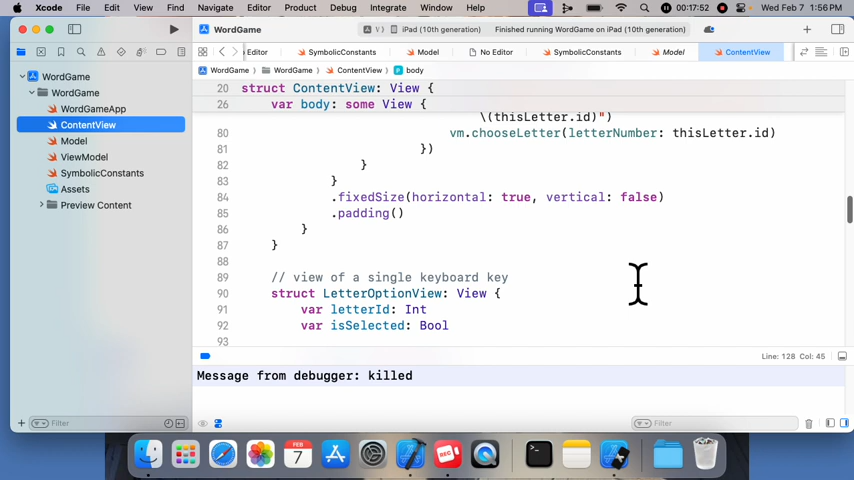 Xcode File Edit View Find Navigate Editor Product Debug Integrate Window Help 00:17:52 Wed Feb 7 1:56 PM
WordGame iPad (10th generation) Finished running WordGame on iPad (10th generation)
Editor SymbolicConstants Model No Editor SymbolicConstants Model ContentView
WordGame WordGame ContentView body
WordGame
WordGame
WordGameApp
ContentView
Model
ViewModel
SymbolicConstants
Assets
Preview Content
20 struct ContentView: View {
26 var body: some View {
\(thisLetter.id)")
80 vm.chooseLetter(letterNumber: thisLetter.id)
81 })
82 }
83 }
84 .fixedSize(horizontal: true, vertical: false)
85 .padding()
86 }
87 }
88
89 // view of a single keyboard key
90 struct LetterOptionView: View {
91 var letterId: Int
92 var isSelected: Bool
93
Line: 128 Col: 45
Message from debugger: killed
Filter Filter
FEB
7
REC